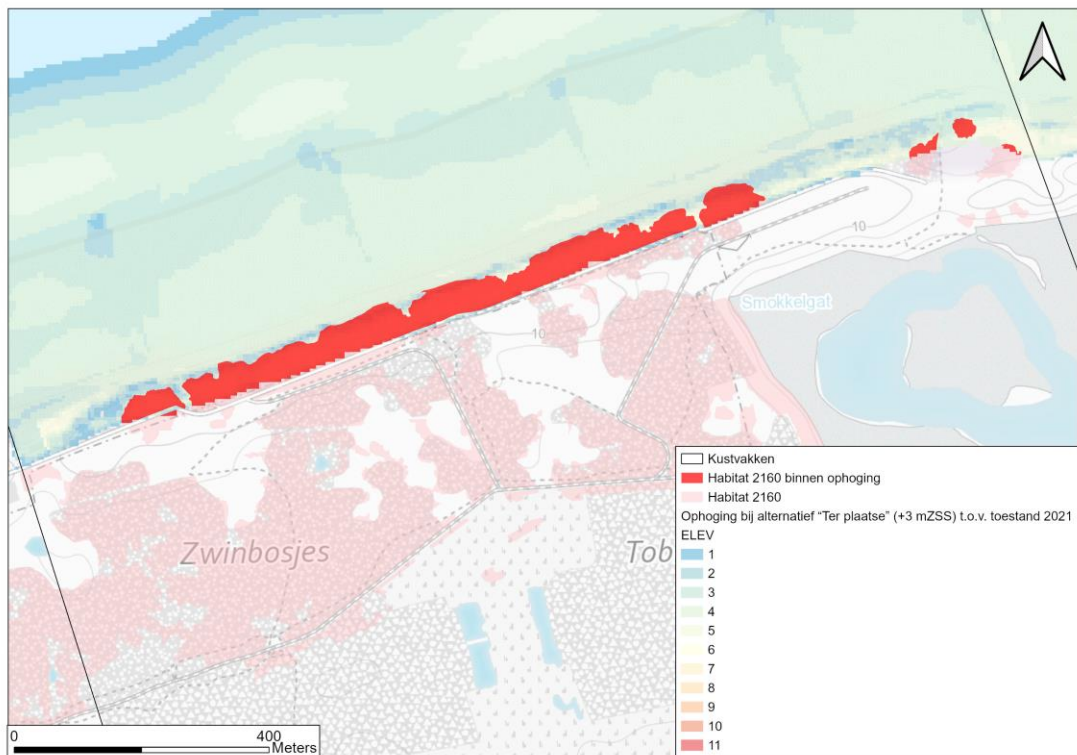 10
Smokkelgat
10
Zwinbosjes
Tob
Kustvakken
Habitat 2160 binnen ophoging
Habitat 2160
Ophoging bij alternatief “Ter plaatse” (+3 mZSS) t.o.v. toestand 2021
ELEV
1
2
3
4
5
6
7
8
9
10
11
0 400
Meters